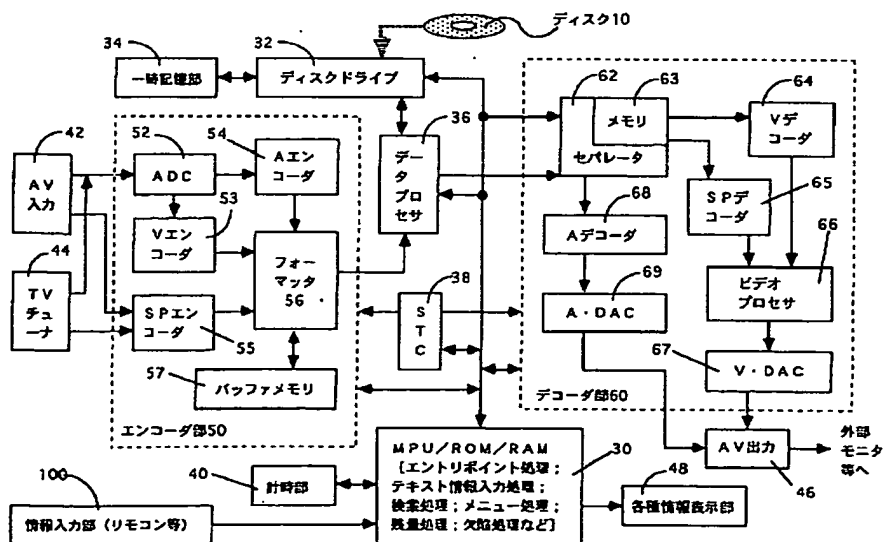 ディスク10
34
一時記憶部
32
ディスクドライブ
62
63
メモリ
セパレータ
64
Vデ
コーダ
42
AV
入力
52
ADC
54
Aエン
コーダ
36
データ
プロセサ
53
Vエン
コーダ
44
TV
チュー
ナ
フォー
マッタ
56
SPエン
コーダ
55
57
バッファメモリ
エンコーダ部50
38
STC
68
Aデコーダ
SPデ
コーダ
65
69
A・DAC
66
ビデオ
プロセサ
67
V・DAC
デコーダ部60
40
計時部
MPU/ROM/RAM
[エントリポイント処理;
テキスト情報入力処理;
検索処理;メニュー処理;
残量処理;欠陥処理など]
30
AV出力
46
外部
モニタ
等へ
48
各種情報表示部
100
情報入力部(リモコン等)